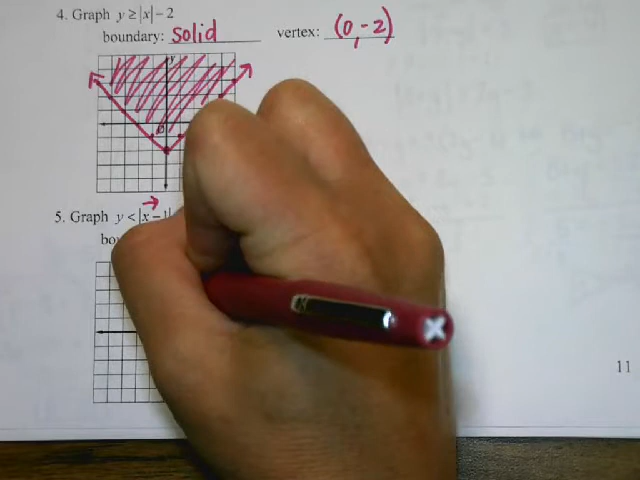 4. Graph y ≥ |x| - 2
boundary: solid vertex: (0, -2)
y
5. Graph y < |x - 1|
11